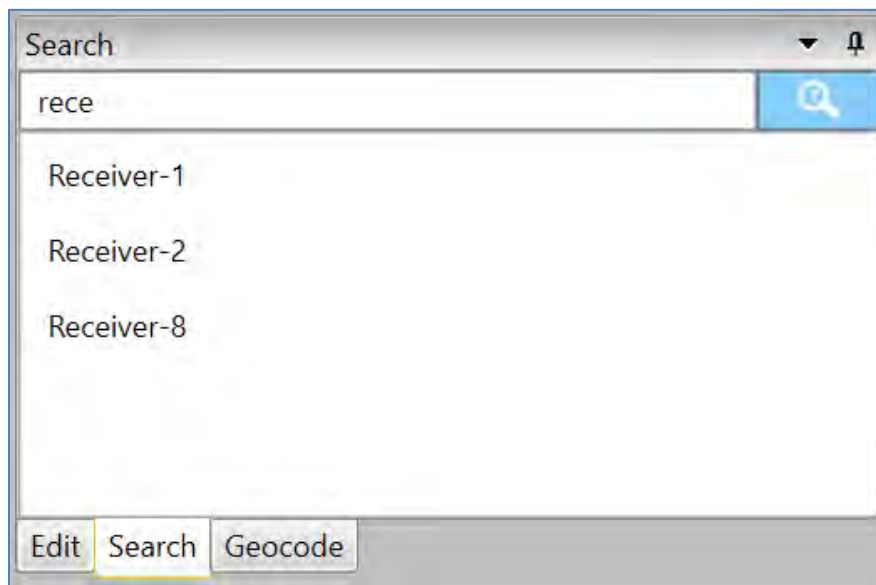 Search
rece
Receiver-1
Receiver-2
Receiver-8
Edit Search Geocode